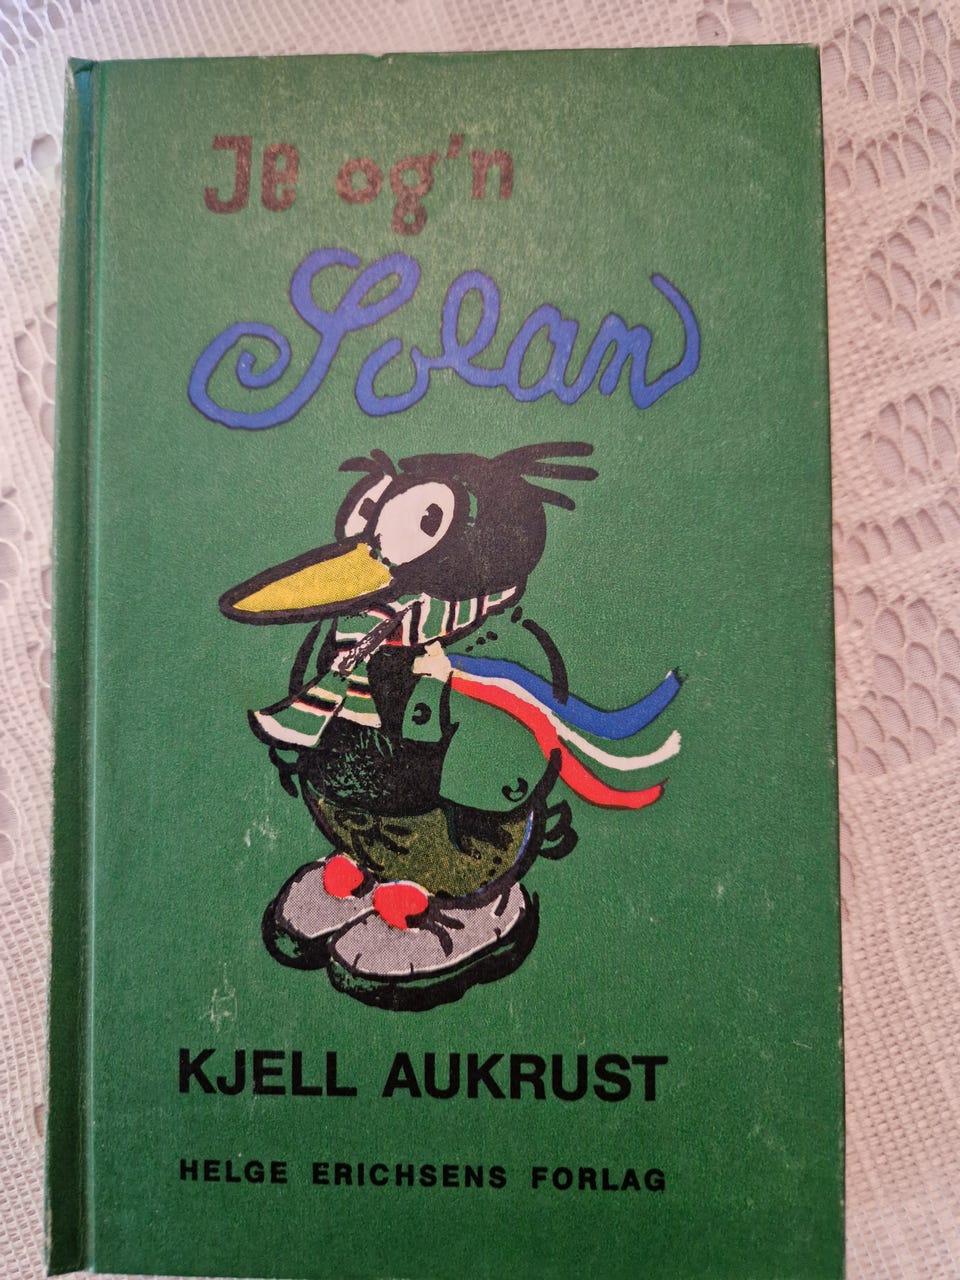 Je og'n
Solan
KJELL AUKRUST
HELGE ERICHSENS FORLAG